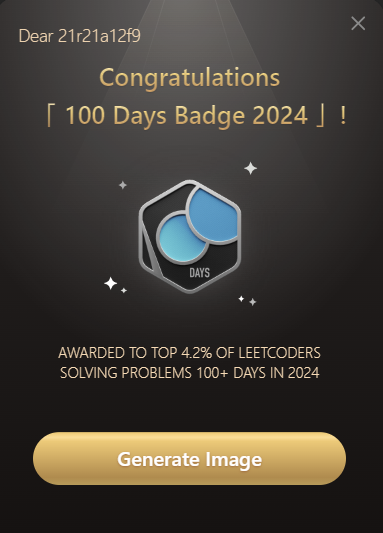 Dear 21r21a12f9
Congratulations
「 100 Days Badge 2024 」 !
DAYS
AWARDED TO TOP 4.2% OF LEETCODERS
SOLVING PROBLEMS 100+ DAYS IN 2024
Generate Image